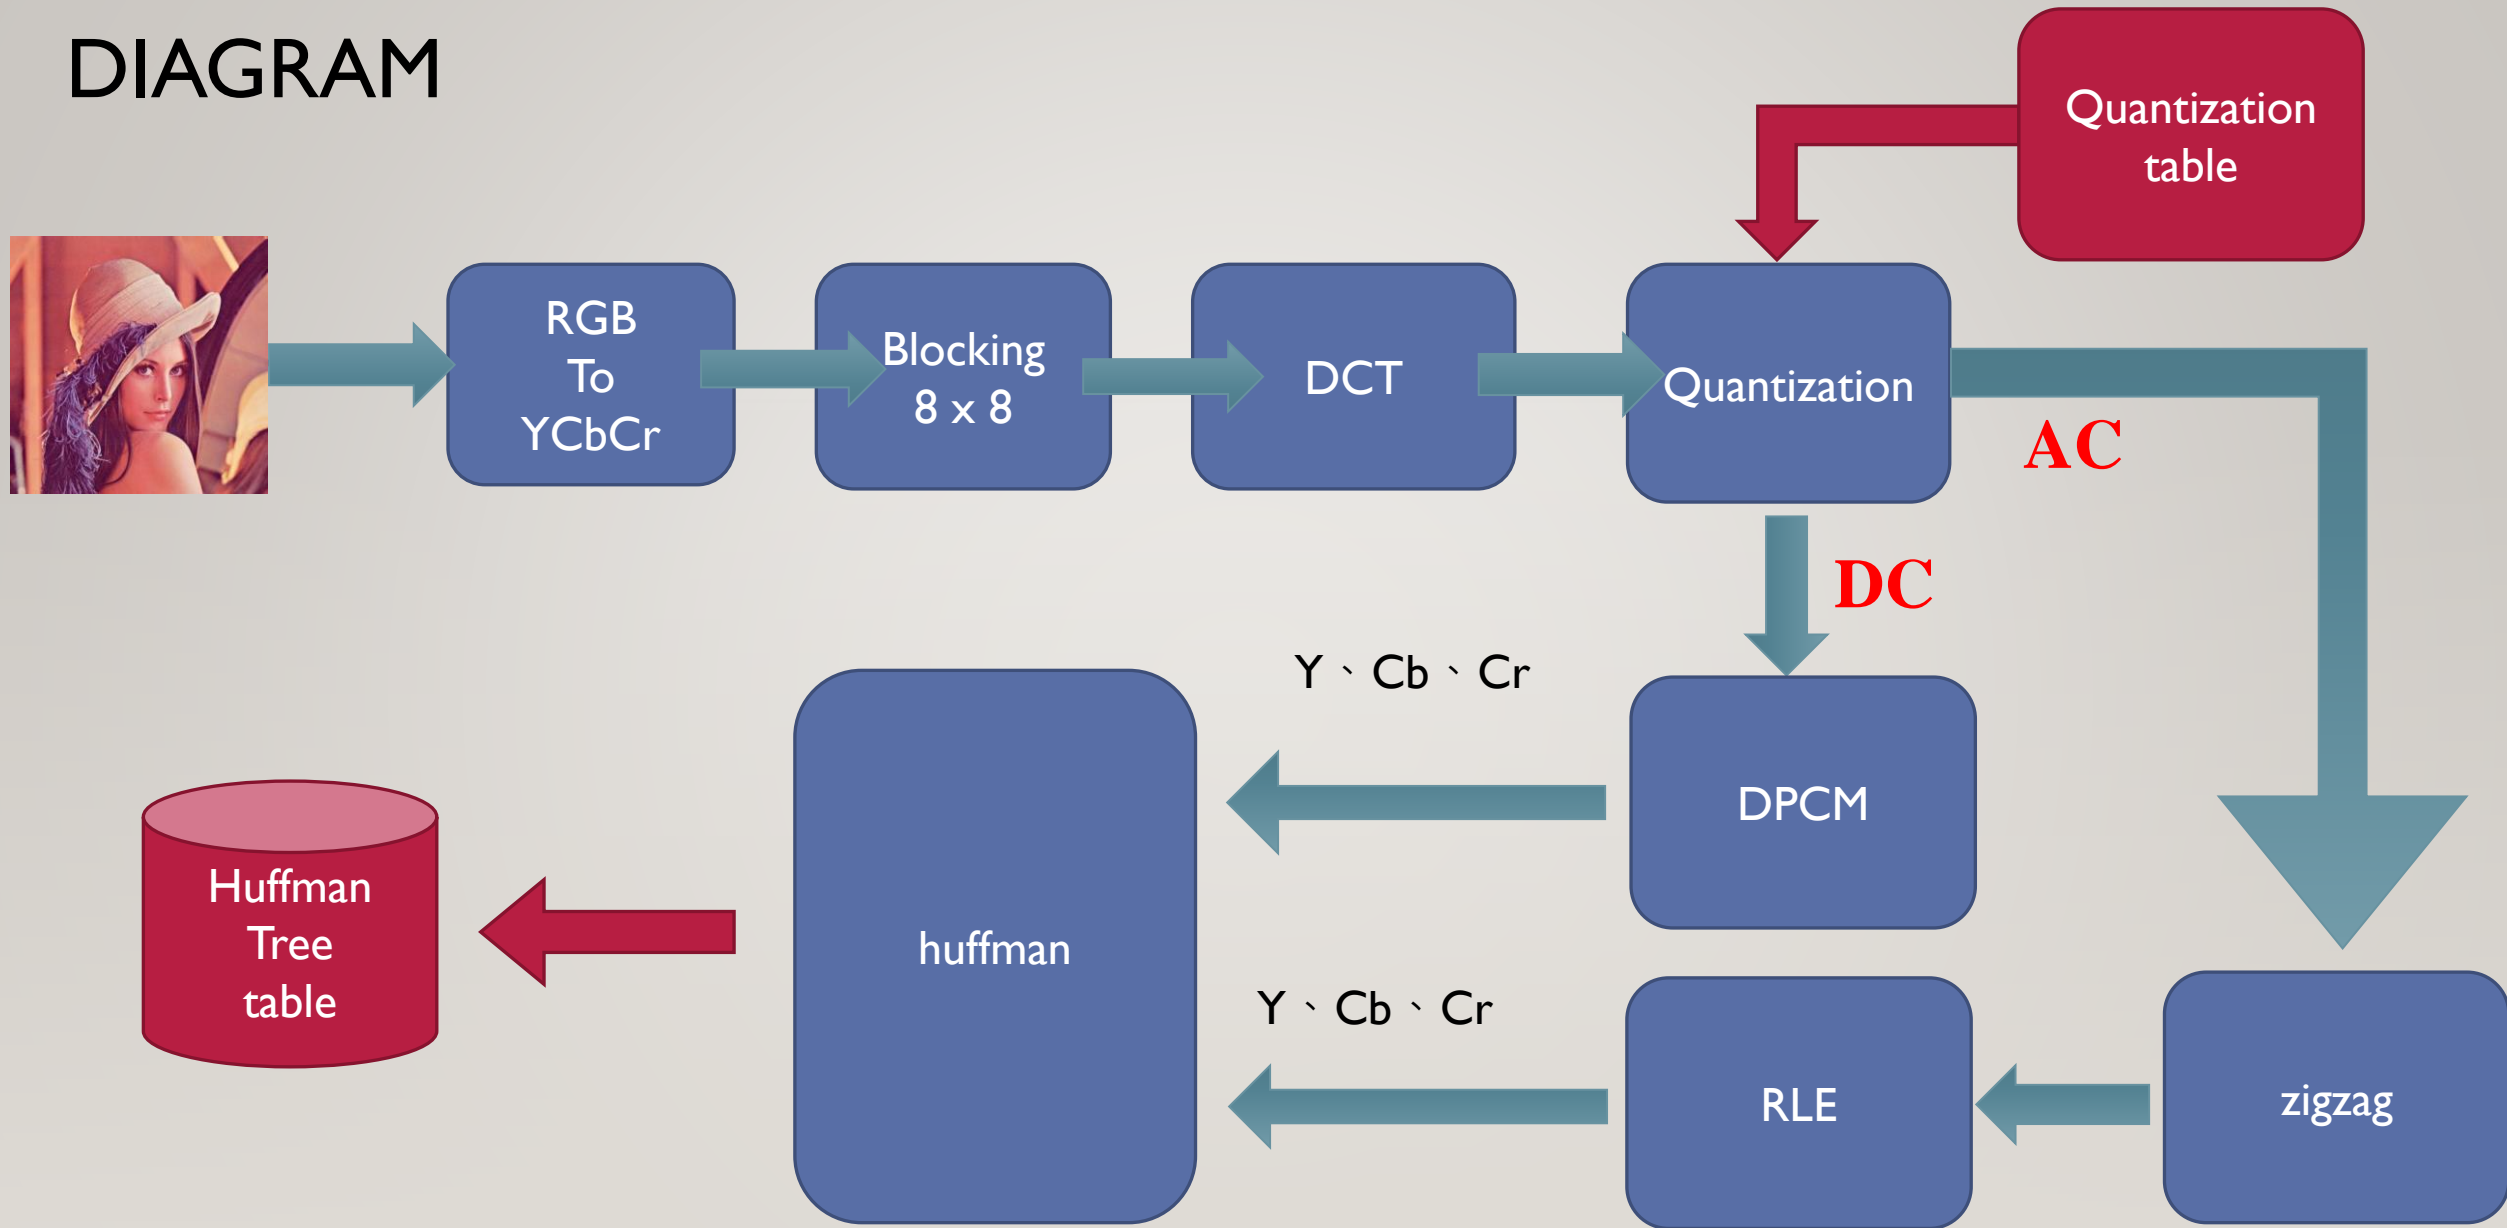 DIAGRAM
Quantization
table
RGB
To
YCbCr
Blocking
8 x 8
DCT
Quantization
AC
DC
Y、Cb、Cr
DPCM
Huffman
Tree
table
huffman
Y、Cb、Cr
RLE
zigzag